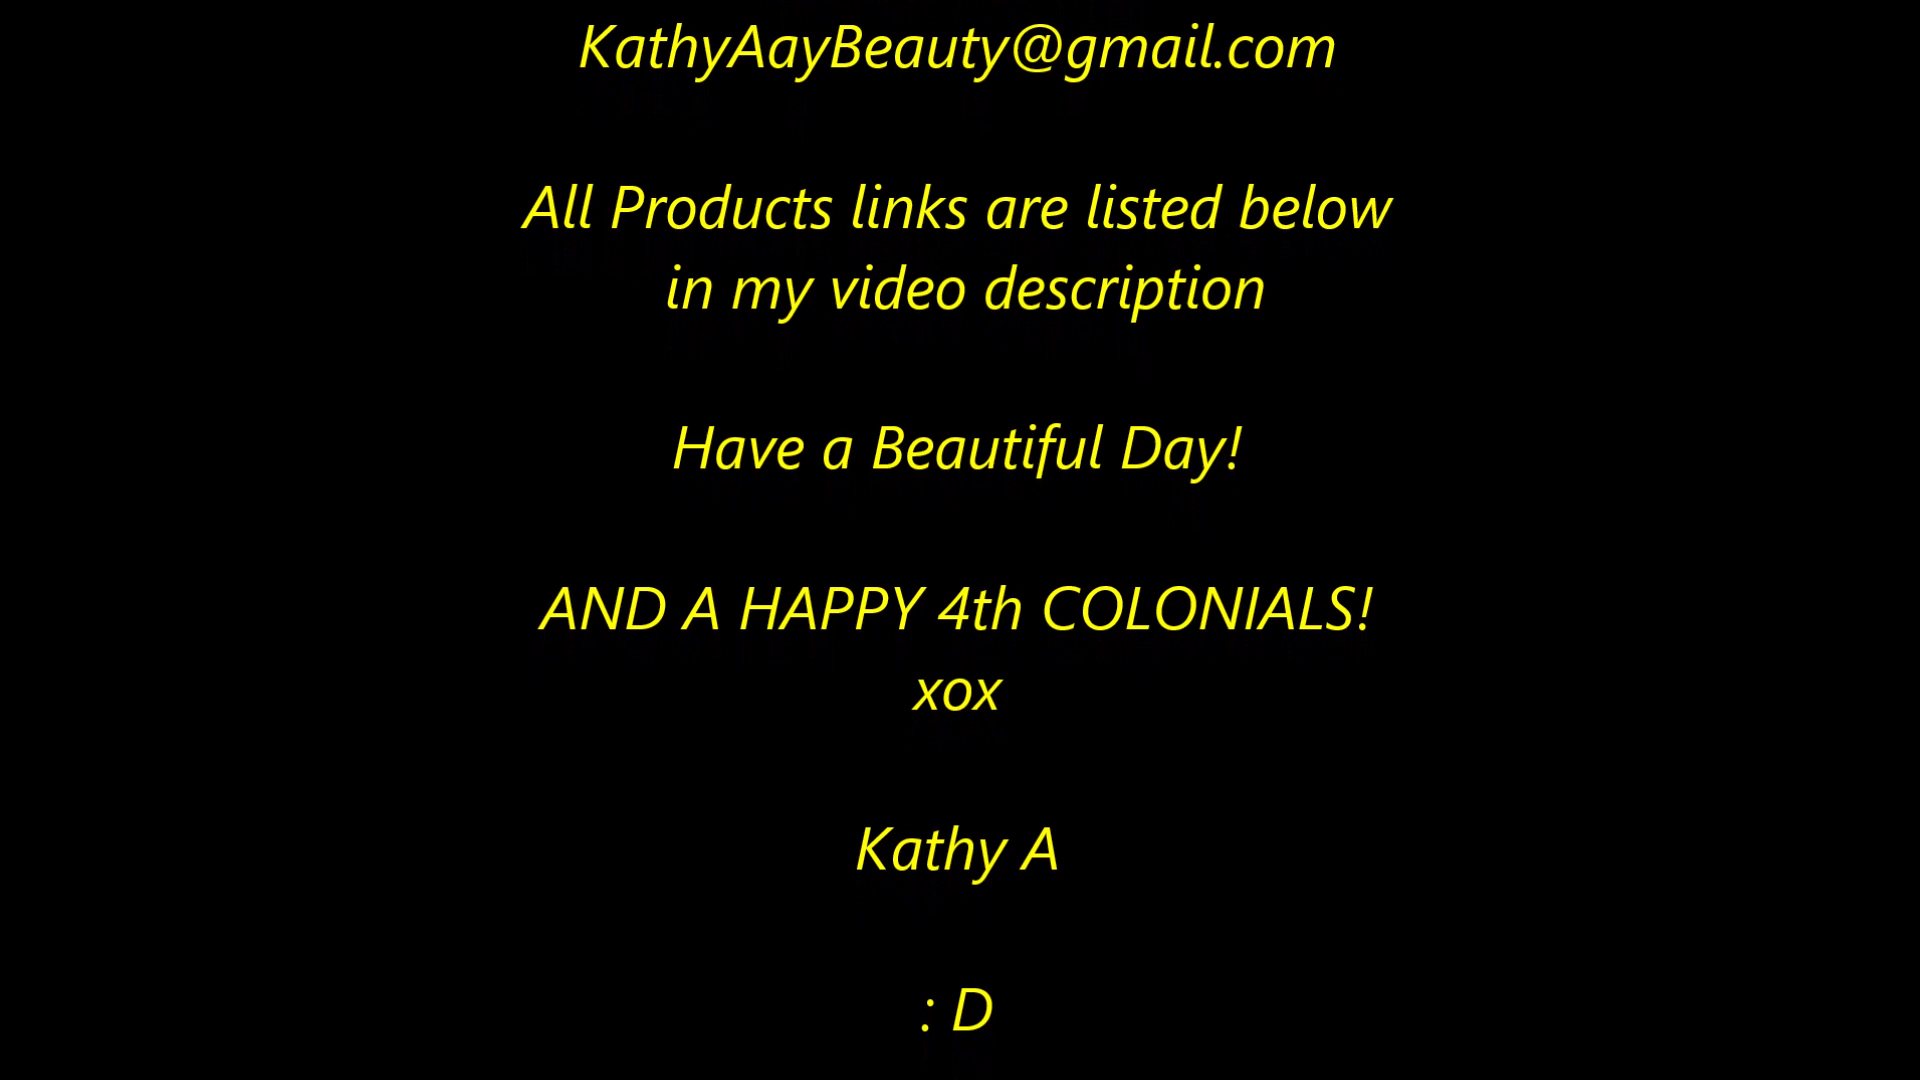 KathyAayBeauty@gmail.com
All Products links are listed below
in my video description
Have a Beautiful Day!
AND A HAPPY 4th COLONIALS!
xox
Kathy A
: D